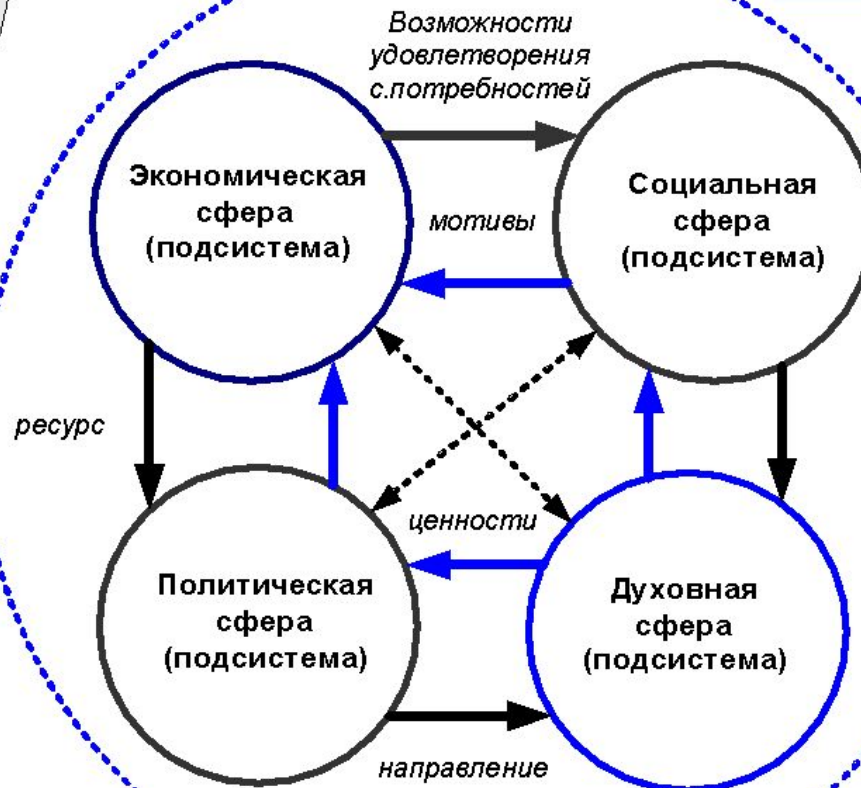 Возможности
удовлетворения
с.потребностей
Экономическая
сфера
(подсистема)
мотивы
Социальная
сфера
(подсистема)
ресурс
ценности
Политическая
сфера
(подсистема)
Духовная
сфера
(подсистема)
направление